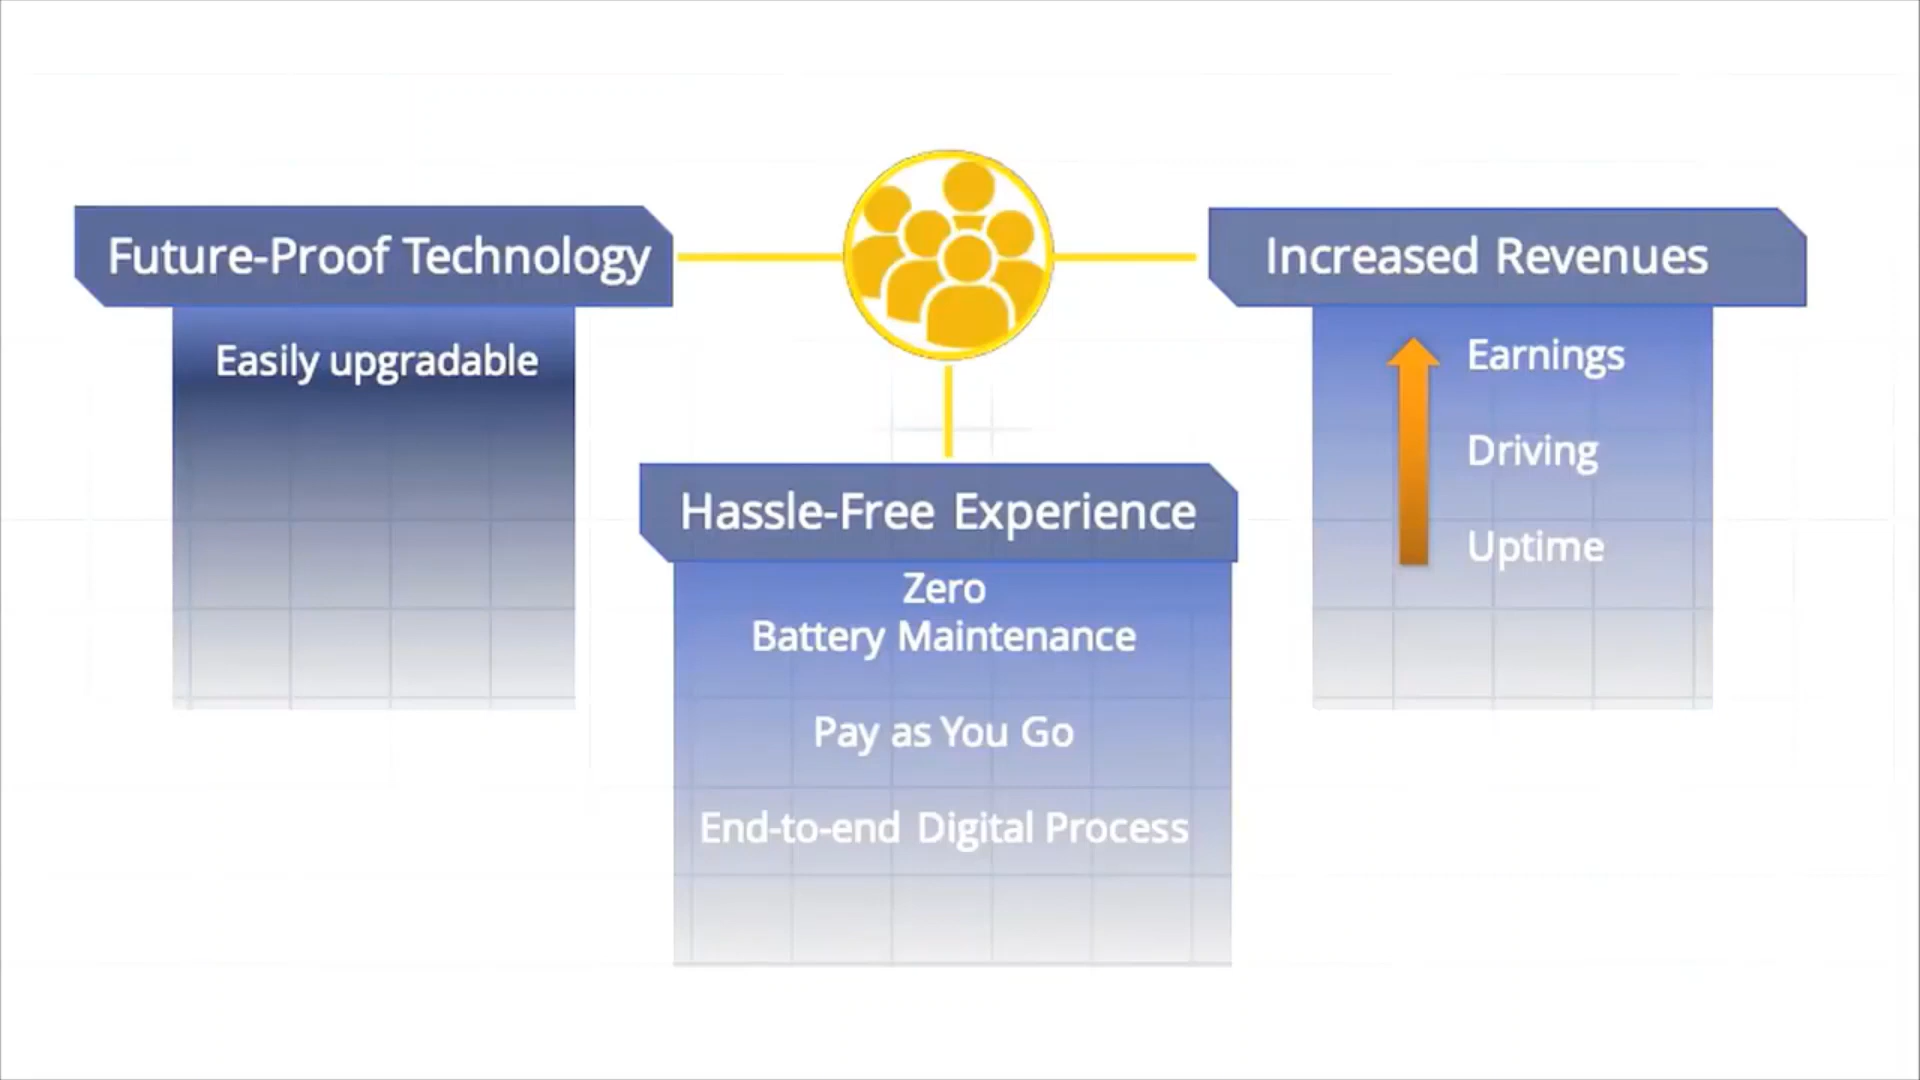 Future-Proof Technology
Easily upgradable
Hassle-Free Experience
Zero
Battery Maintenance
Pay as You Go
End-to-end Digital Process
Increased Revenues
Earnings
Driving
Uptime